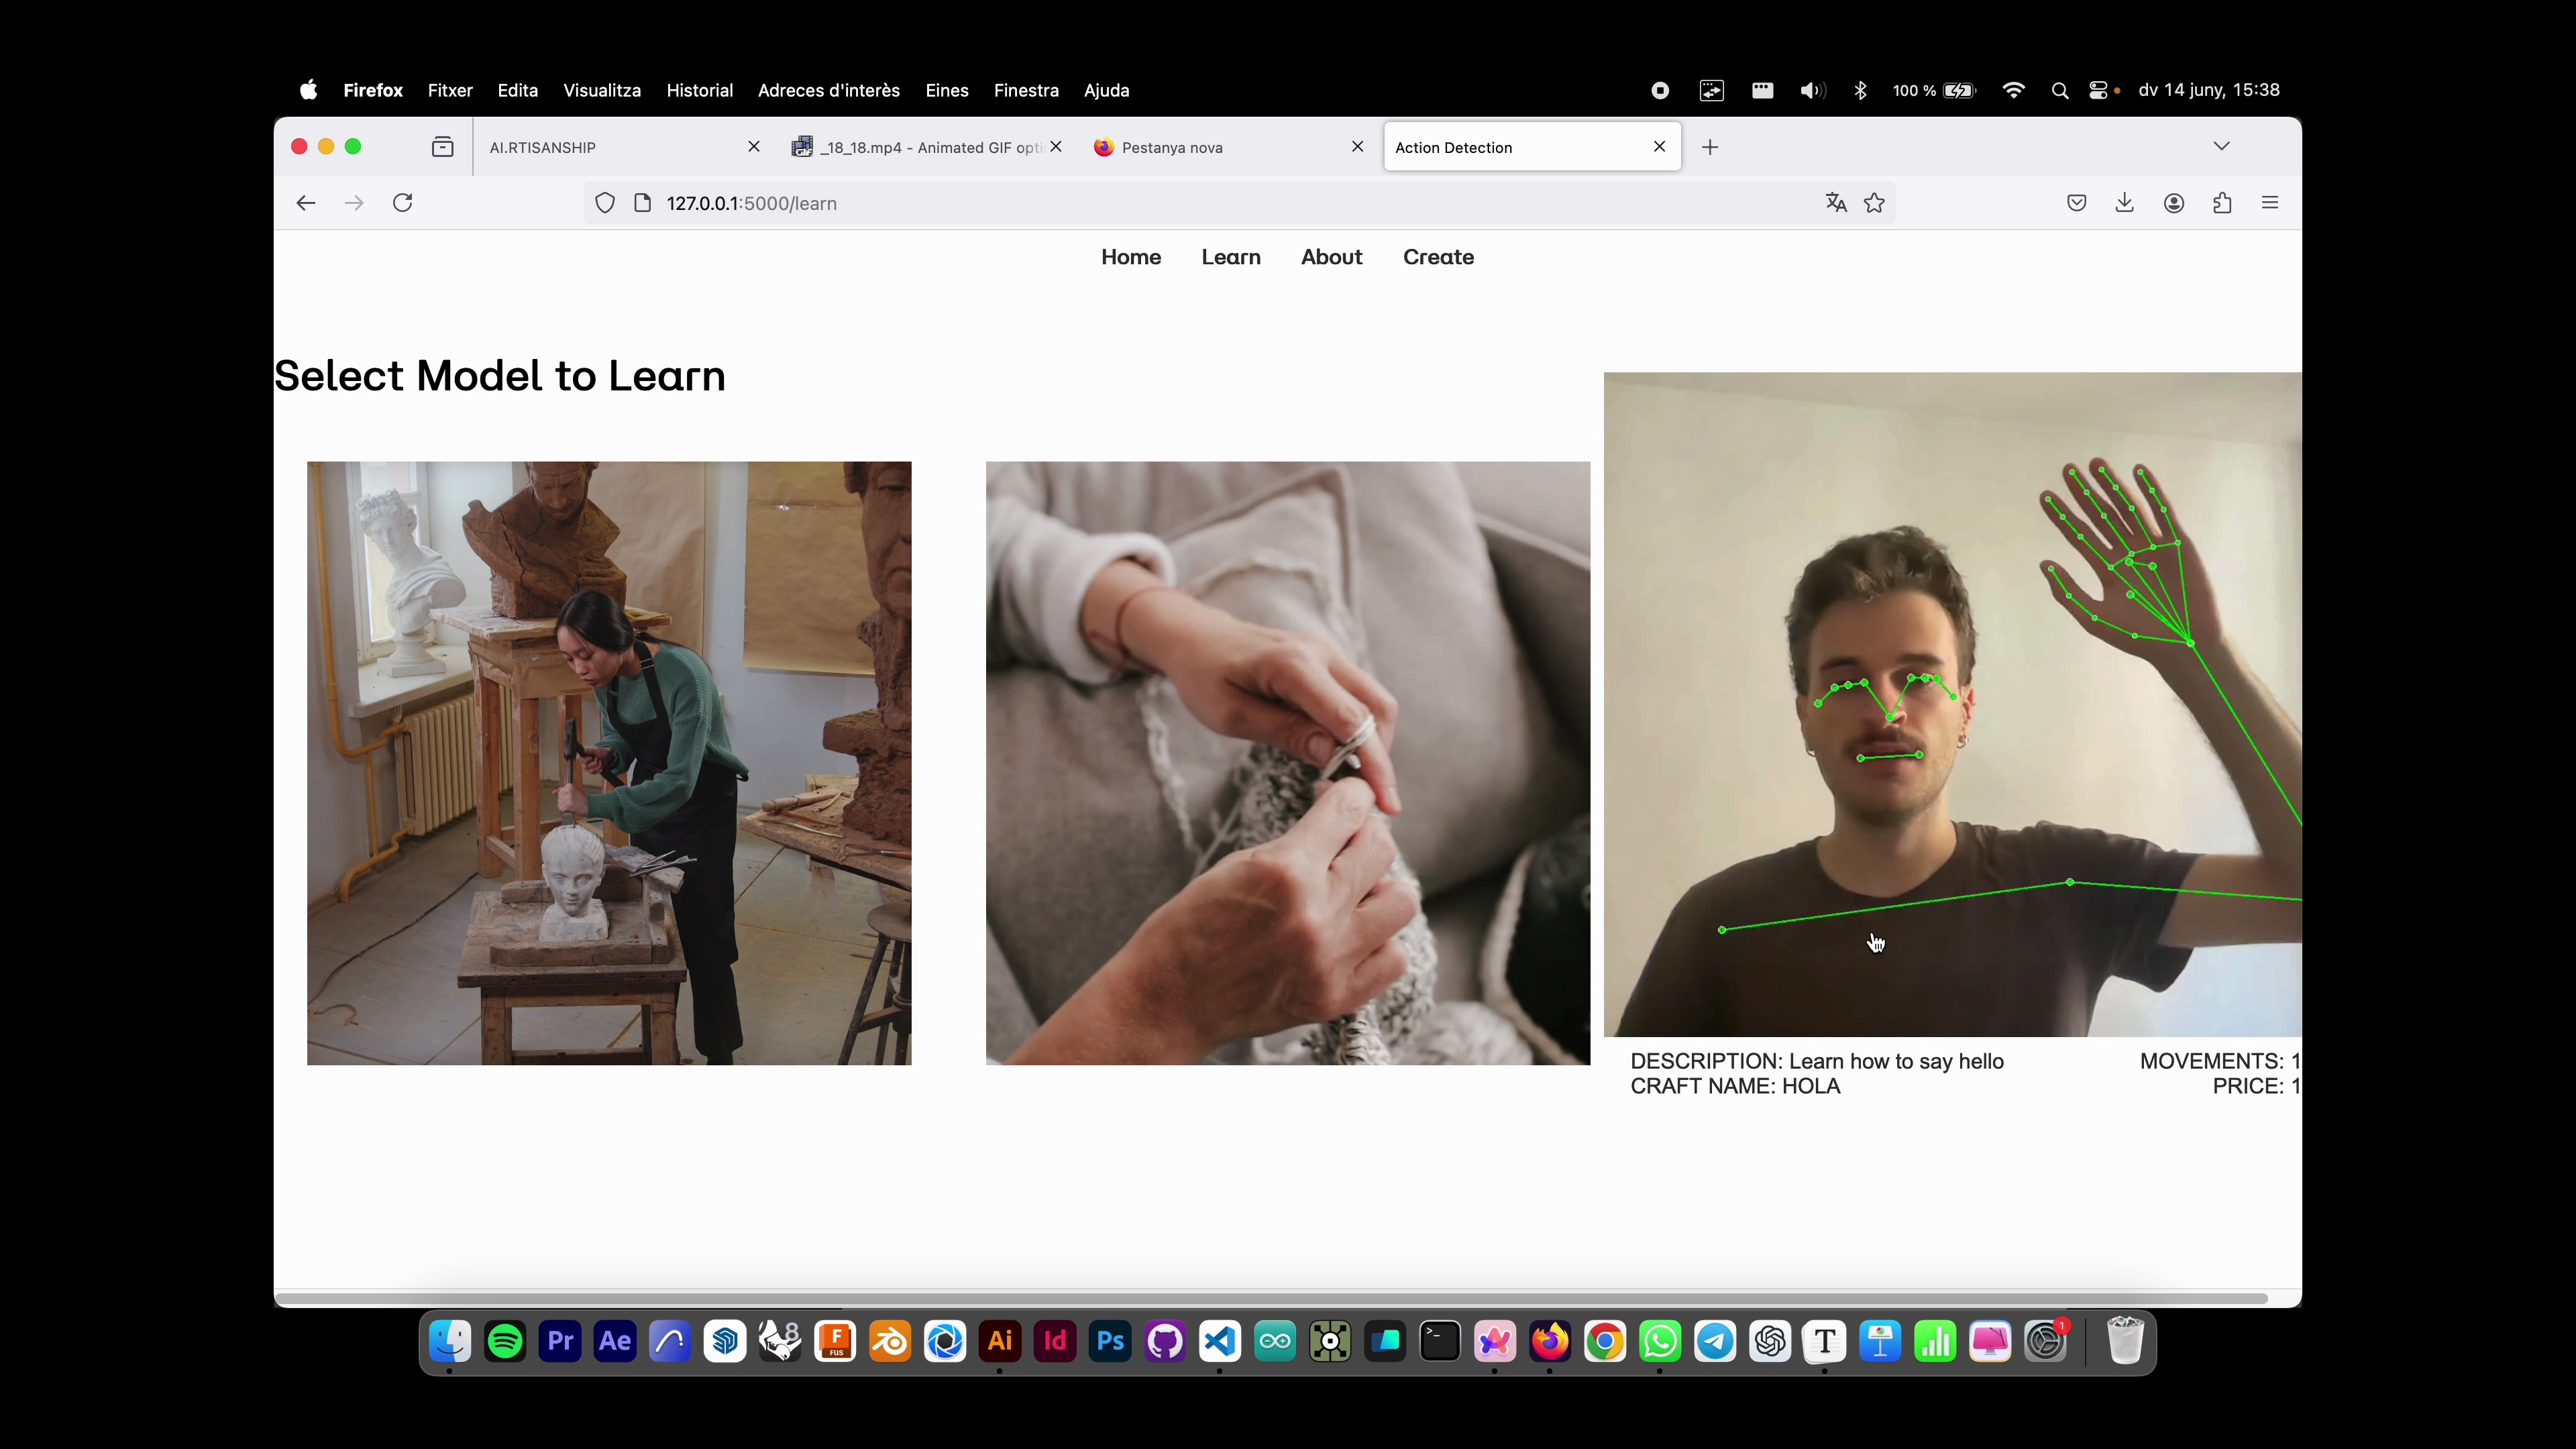 Firefox Fitxer Edita Visualitza Historial Adreces d'interès Eines Finestra Ajuda
100 % dv 14 juny, 15:38
AI.RTISANSHIP
_18_18.mp4 - Animated GIF opti
Pestanya nova
Action Detection
127.0.0.1:5000/learn
Home Learn About Create
Select Model to Learn
DESCRIPTION: Learn how to say hello
CRAFT NAME: HOLA
MOVEMENTS: 1
PRICE: 1
Pr Ae 8 F FUS Ai Id Ps T 1